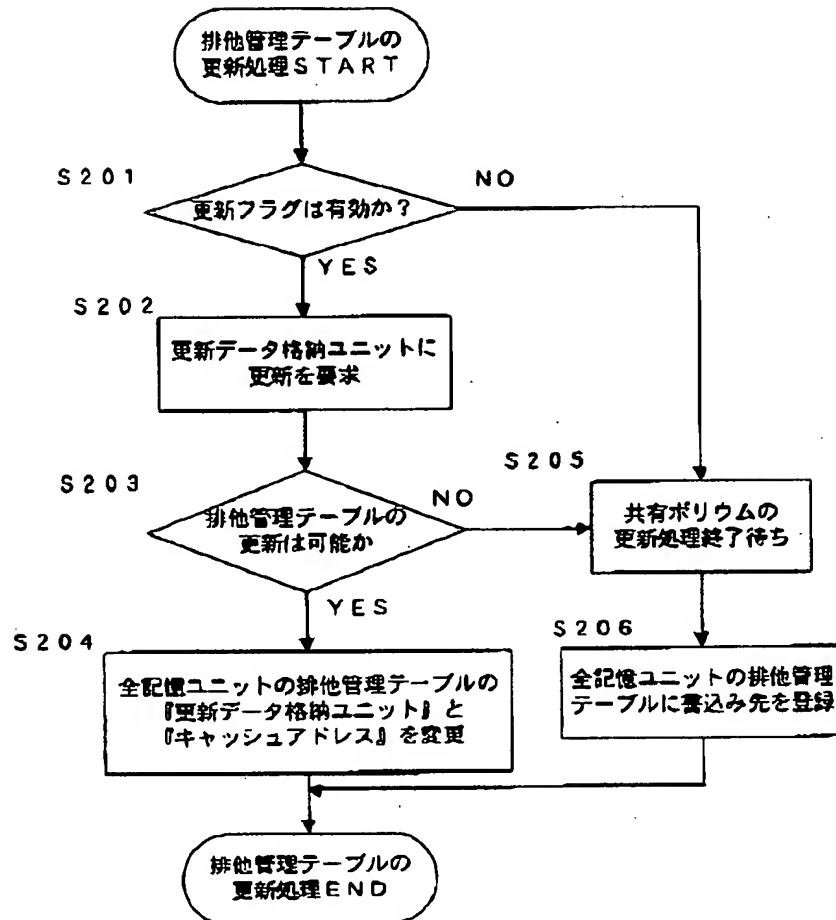 排他管理テーブルの
更新処理START
S201
NO
更新フラグは有効か？
YES
S202
更新データ格納ユニットに
更新を要求
S203
排他管理テーブルの
更新は可能か
NO
S205
共有ボリウムの
更新処理終了待ち
YES
S204
全記憶ユニットの排他管理テーブルの
『更新データ格納ユニット』と
『キャッシュアドレス』を変更
S206
全記憶ユニットの排他管理
テーブルに書込み先を登録
排他管理テーブルの
更新処理END